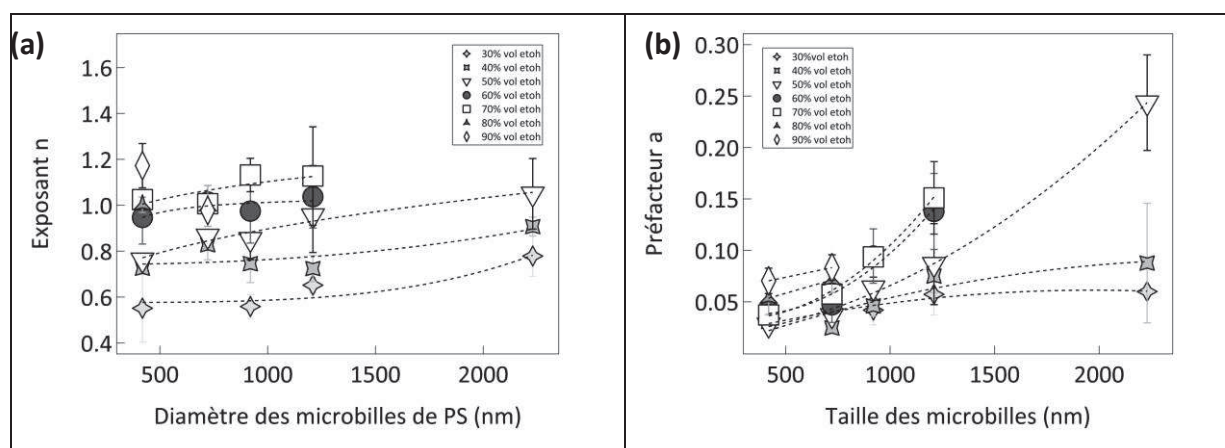 (a)
1.6
1.4
1.2
1.0
0.8
0.6
0.4
Exposant n
500
1000
1500
2000
Diamètre des microbilles de PS (nm)
30% vol etoh
40% vol etoh
50% vol etoh
60% vol etoh
70% vol etoh
80% vol etoh
90% vol etoh
(b)
0.30
0.25
0.20
0.15
0.10
0.05
Préfacteur a
500
1000
1500
2000
Taille des microbilles (nm)
30%vol etoh
40% vol etoh
50% vol etoh
60% vol etoh
70% vol etoh
80% vol etoh
90% vol etoh